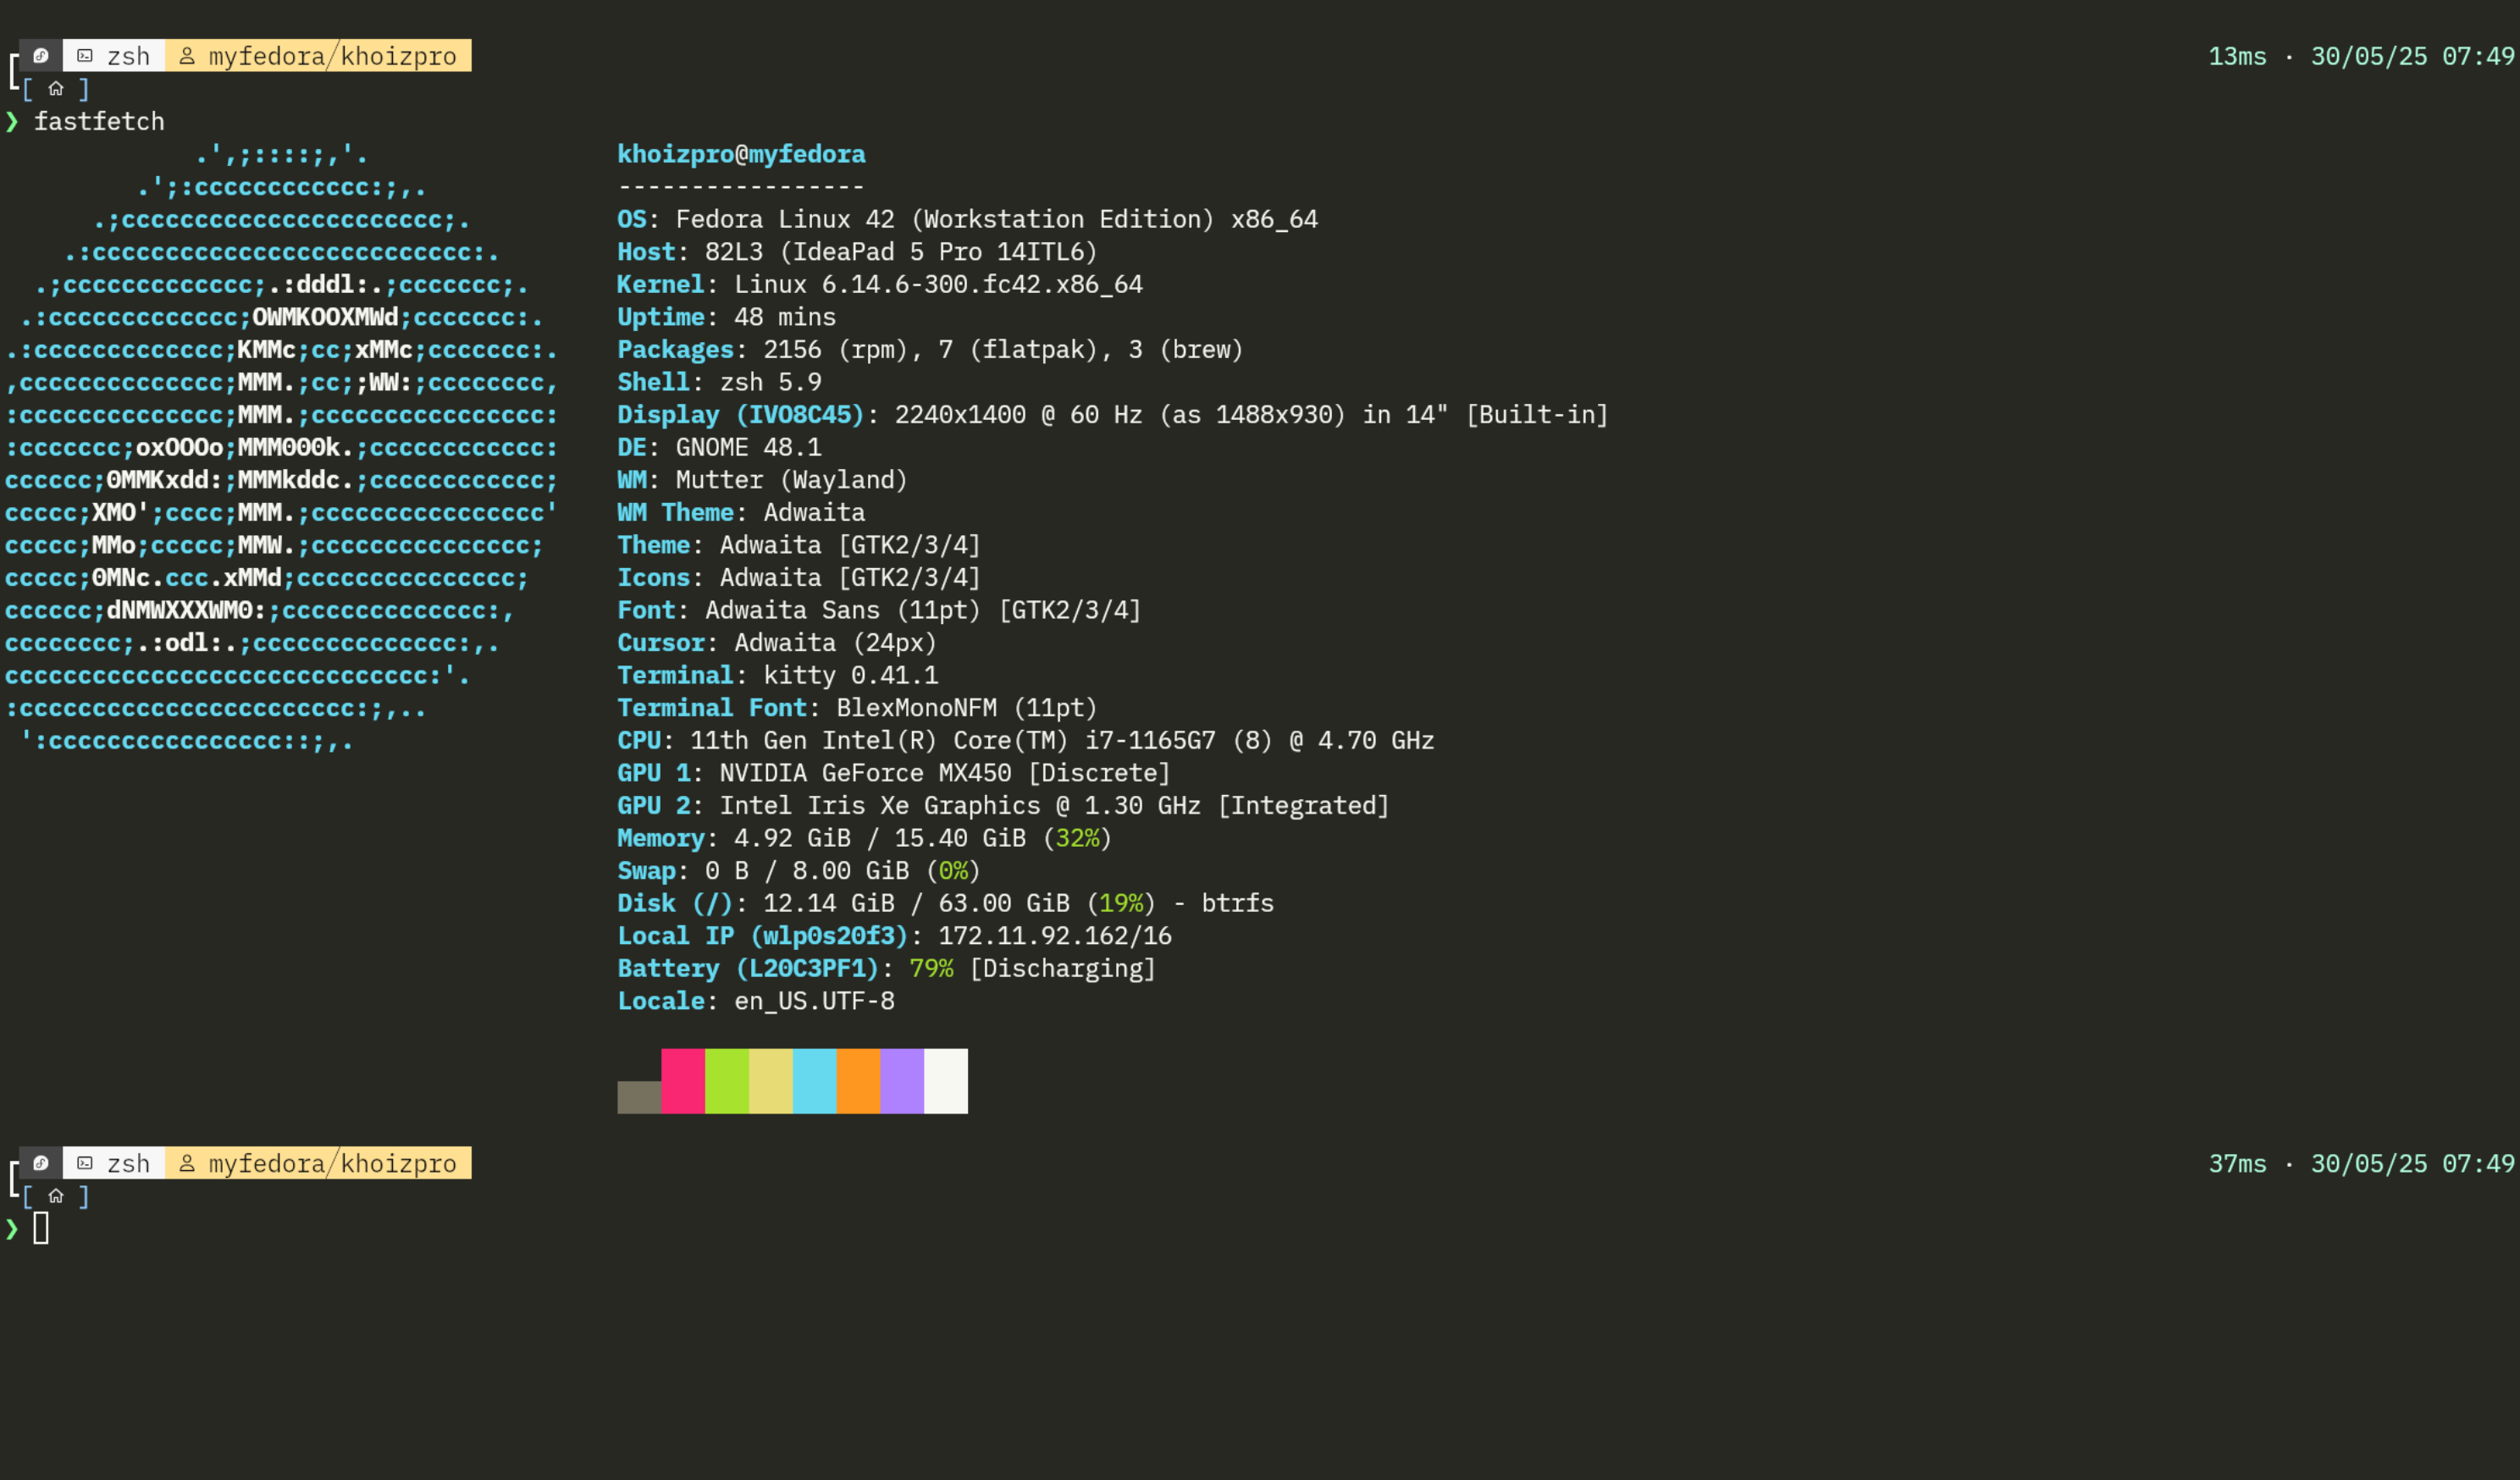 zsh myfedora/khoizpro 13ms · 30/05/25 07:49
[ ]
❯ fastfetch
             .',;::::;,'.                 khoizpro@myfedora
         .';:cccccccccccc:;,.             -----------------
      .;cccccccccccccccccccccc;.          OS: Fedora Linux 42 (Workstation Edition) x86_64
    .:cccccccccccccccccccccccccc:.        Host: 82L3 (IdeaPad 5 Pro 14ITL6)
  .;ccccccccccccc;.:dddl:.;ccccccc;.      Kernel: Linux 6.14.6-300.fc42.x86_64
 .:ccccccccccccc;OWMKOOXMWd;ccccccc:.     Uptime: 48 mins
.:ccccccccccccc;KMMc;cc;xMMc;ccccccc:.    Packages: 2156 (rpm), 7 (flatpak), 3 (brew)
,cccccccccccccc;MMM.;cc;;WW:;cccccccc,    Shell: zsh 5.9
:cccccccccccccc;MMM.;cccccccccccccccc:    Display (IVO8C45): 2240x1400 @ 60 Hz (as 1488x930) in 14" [Built-in]
:ccccccc;oxOOOo;MMM000k.;cccccccccccc:    DE: GNOME 48.1
cccccc;0MMKxdd:;MMMkddc.;cccccccccccc;    WM: Mutter (Wayland)
ccccc;XMO';cccc;MMM.;cccccccccccccccc'    WM Theme: Adwaita
ccccc;MMo;ccccc;MMW.;ccccccccccccccc;     Theme: Adwaita [GTK2/3/4]
ccccc;0MNc.ccc.xMMd;ccccccccccccccc;      Icons: Adwaita [GTK2/3/4]
cccccc;dNMWXXXWM0:;cccccccccccccc:,       Font: Adwaita Sans (11pt) [GTK2/3/4]
cccccccc;.:odl:.;cccccccccccccc:,.        Cursor: Adwaita (24px)
ccccccccccccccccccccccccccccc:'.          Terminal: kitty 0.41.1
:ccccccccccccccccccccccc:;,..             Terminal Font: BlexMonoNFM (11pt)
 ':cccccccccccccccc::;,.                  CPU: 11th Gen Intel(R) Core(TM) i7-1165G7 (8) @ 4.70 GHz
GPU 1: NVIDIA GeForce MX450 [Discrete]
GPU 2: Intel Iris Xe Graphics @ 1.30 GHz [Integrated]
Memory: 4.92 GiB / 15.40 GiB (32%)
Swap: 0 B / 8.00 GiB (0%)
Disk (/): 12.14 GiB / 63.00 GiB (19%) - btrfs
Local IP (wlp0s20f3): 172.11.92.162/16
Battery (L20C3PF1): 79% [Discharging]
Locale: en_US.UTF-8
zsh myfedora/khoizpro 37ms · 30/05/25 07:49
[ ]
❯